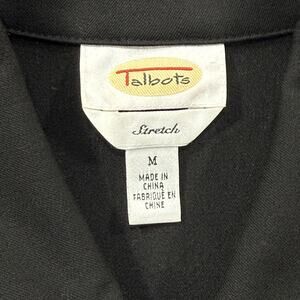 Talbots
Stretch
M
MADE IN
CHINA
FABRIQUÉ EN
CHINE